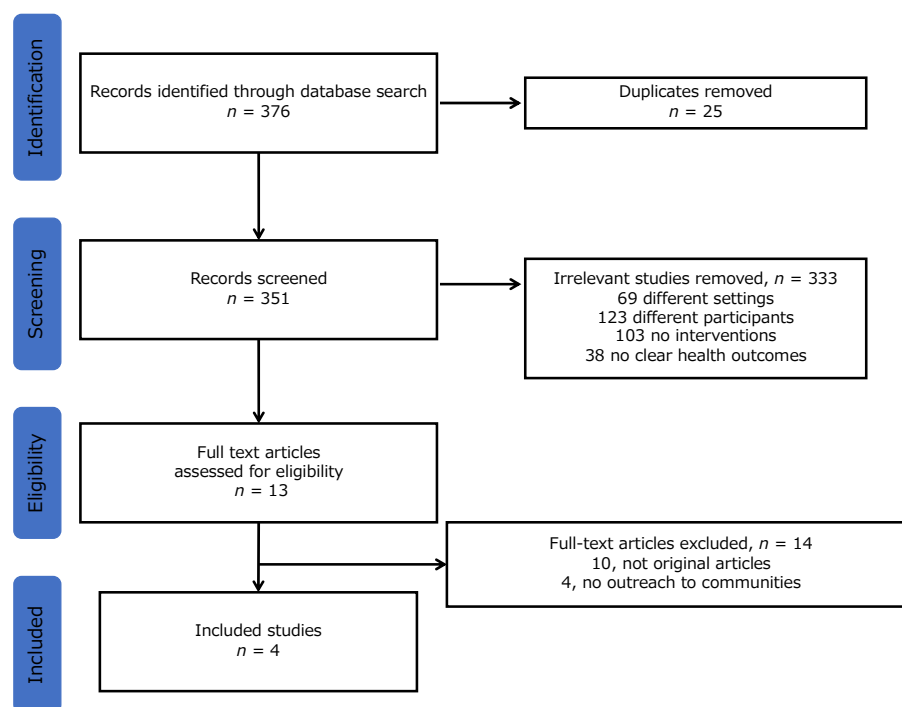 Identification
Records identified through database search
n = 376
Duplicates removed
n = 25
Screening
Records screened
n = 351
Irrelevant studies removed, n = 333
69 different settings
123 different participants
103 no interventions
38 no clear health outcomes
Eligibility
Full text articles
assessed for eligibility
n = 13
Full-text articles excluded, n = 14
10, not original articles
4, no outreach to communities
Included
Included studies
n = 4